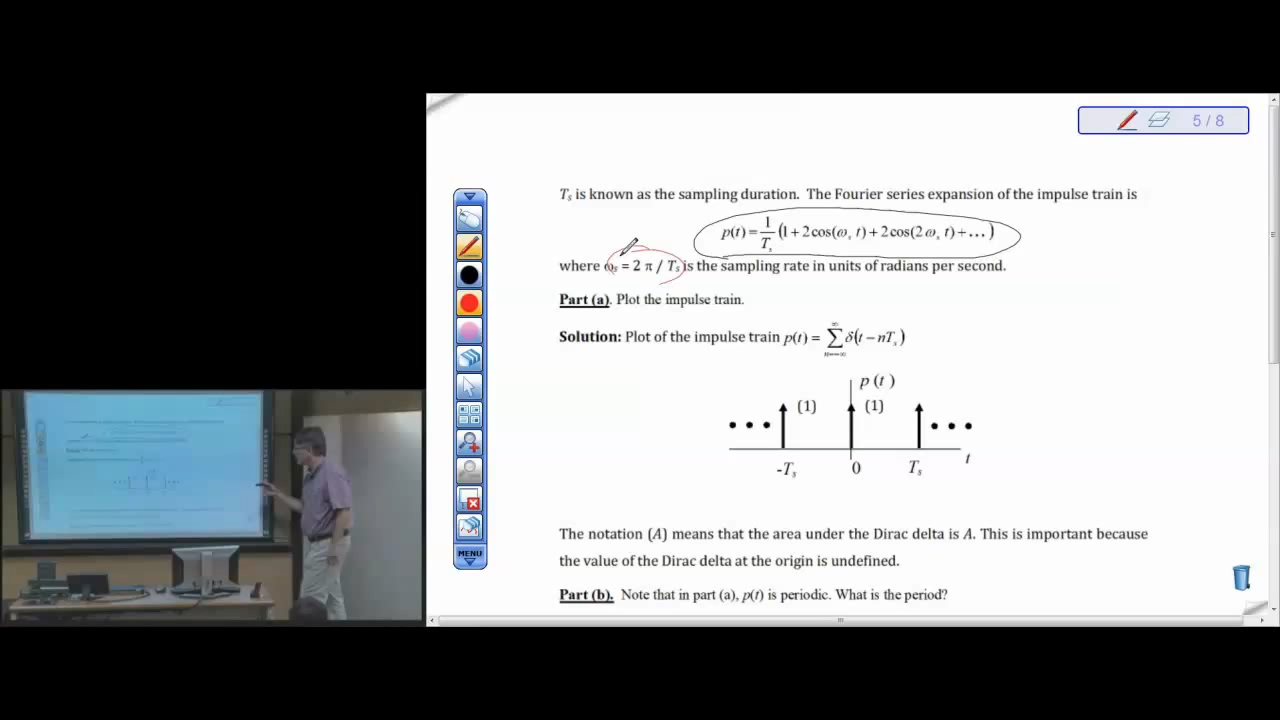 5 / 8
Ts is known as the sampling duration. The Fourier series expansion of the impulse train is
p(t) = 1/Ts (1 + 2cos(ωs t) + 2cos(2 ωs t) + …)
where ωs = 2 π / Ts is the sampling rate in units of radians per second.
Part (a). Plot the impulse train.
Solution: Plot of the impulse train p(t) = ∑ n=-∞ ∞ δ(t − nTs)
p (t)
(1) (1)
-Ts 0 Ts t
The notation (A) means that the area under the Dirac delta is A. This is important because
the value of the Dirac delta at the origin is undefined.
Part (b). Note that in part (a), p(t) is periodic. What is the period?
MENU